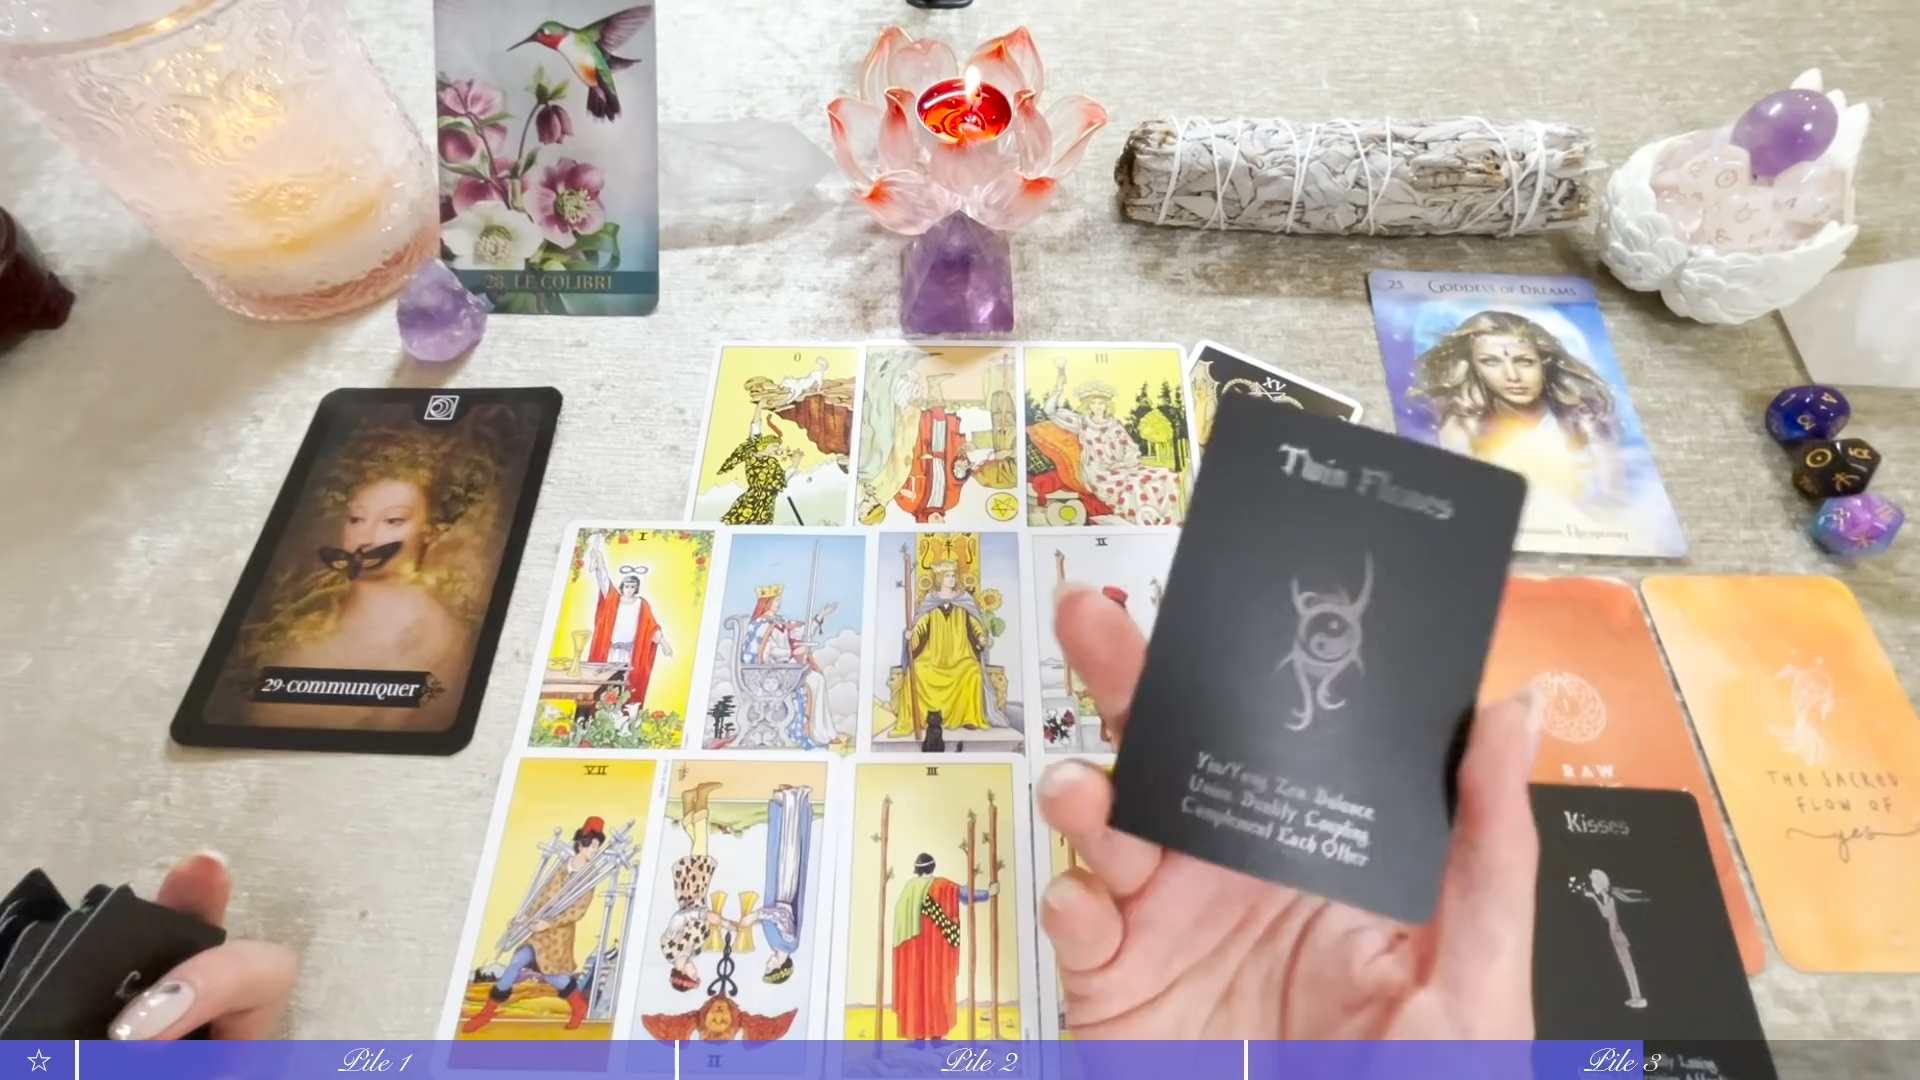 28. LE COLIBRI
0
III
XV
25 GODDESS OF DREAMS
29-communiquer
I
II
Twin Flames
Yin/Yang Zen Balance
Union Duality Coupling
Complement Each Other
RAW
THE SACRED
FLOW OF
yes
Kisses
VII
III
II
☆
Pile 1
Pile 2
Pile 3